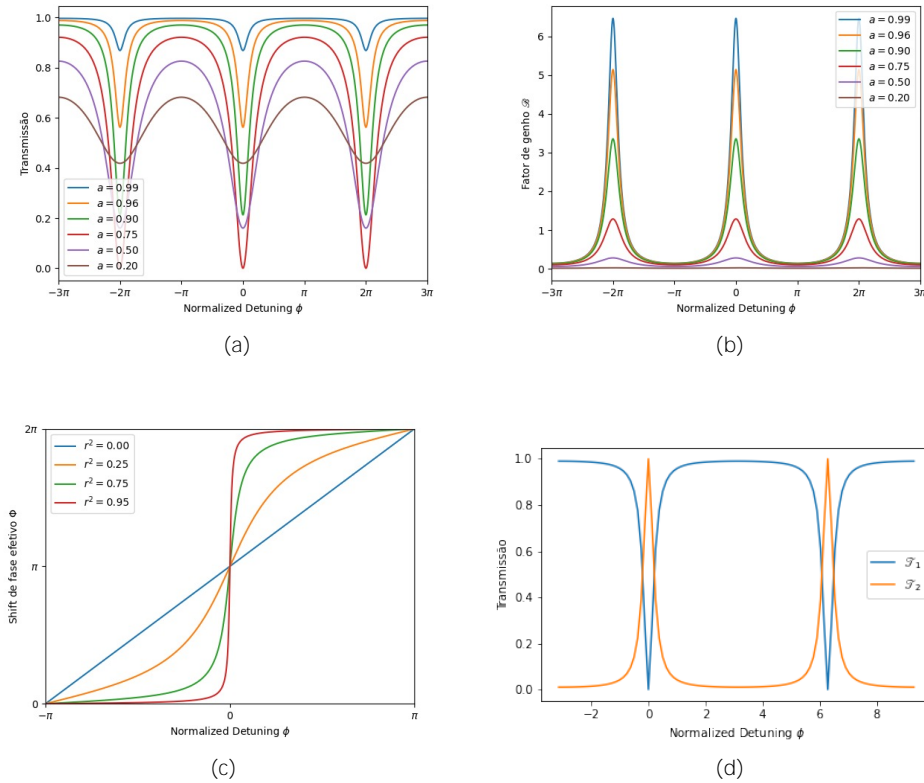 1.0
0.8
0.6
0.4
0.2
0.0
Transmissão
a = 0.99
a = 0.96
a = 0.90
a = 0.75
a = 0.50
a = 0.20
−3π −2π −π 0 π 2π 3π
Normalized Detuning ϕ
(a)
6
5
4
3
2
1
0
Fator de genho ℬ
a = 0.99
a = 0.96
a = 0.90
a = 0.75
a = 0.50
a = 0.20
−3π −2π −π 0 π 2π 3π
Normalized Detuning ϕ
(b)
2π
π
0
Shift de fase efetivo Φ
r² = 0.00
r² = 0.25
r² = 0.75
r² = 0.95
−π 0 π
Normalized Detuning ϕ
(c)
1.0
0.8
0.6
0.4
0.2
0.0
Transmissão
𝒯₁
𝒯₂
−2 0 2 4 6 8
Normalized Detuning ϕ
(d)